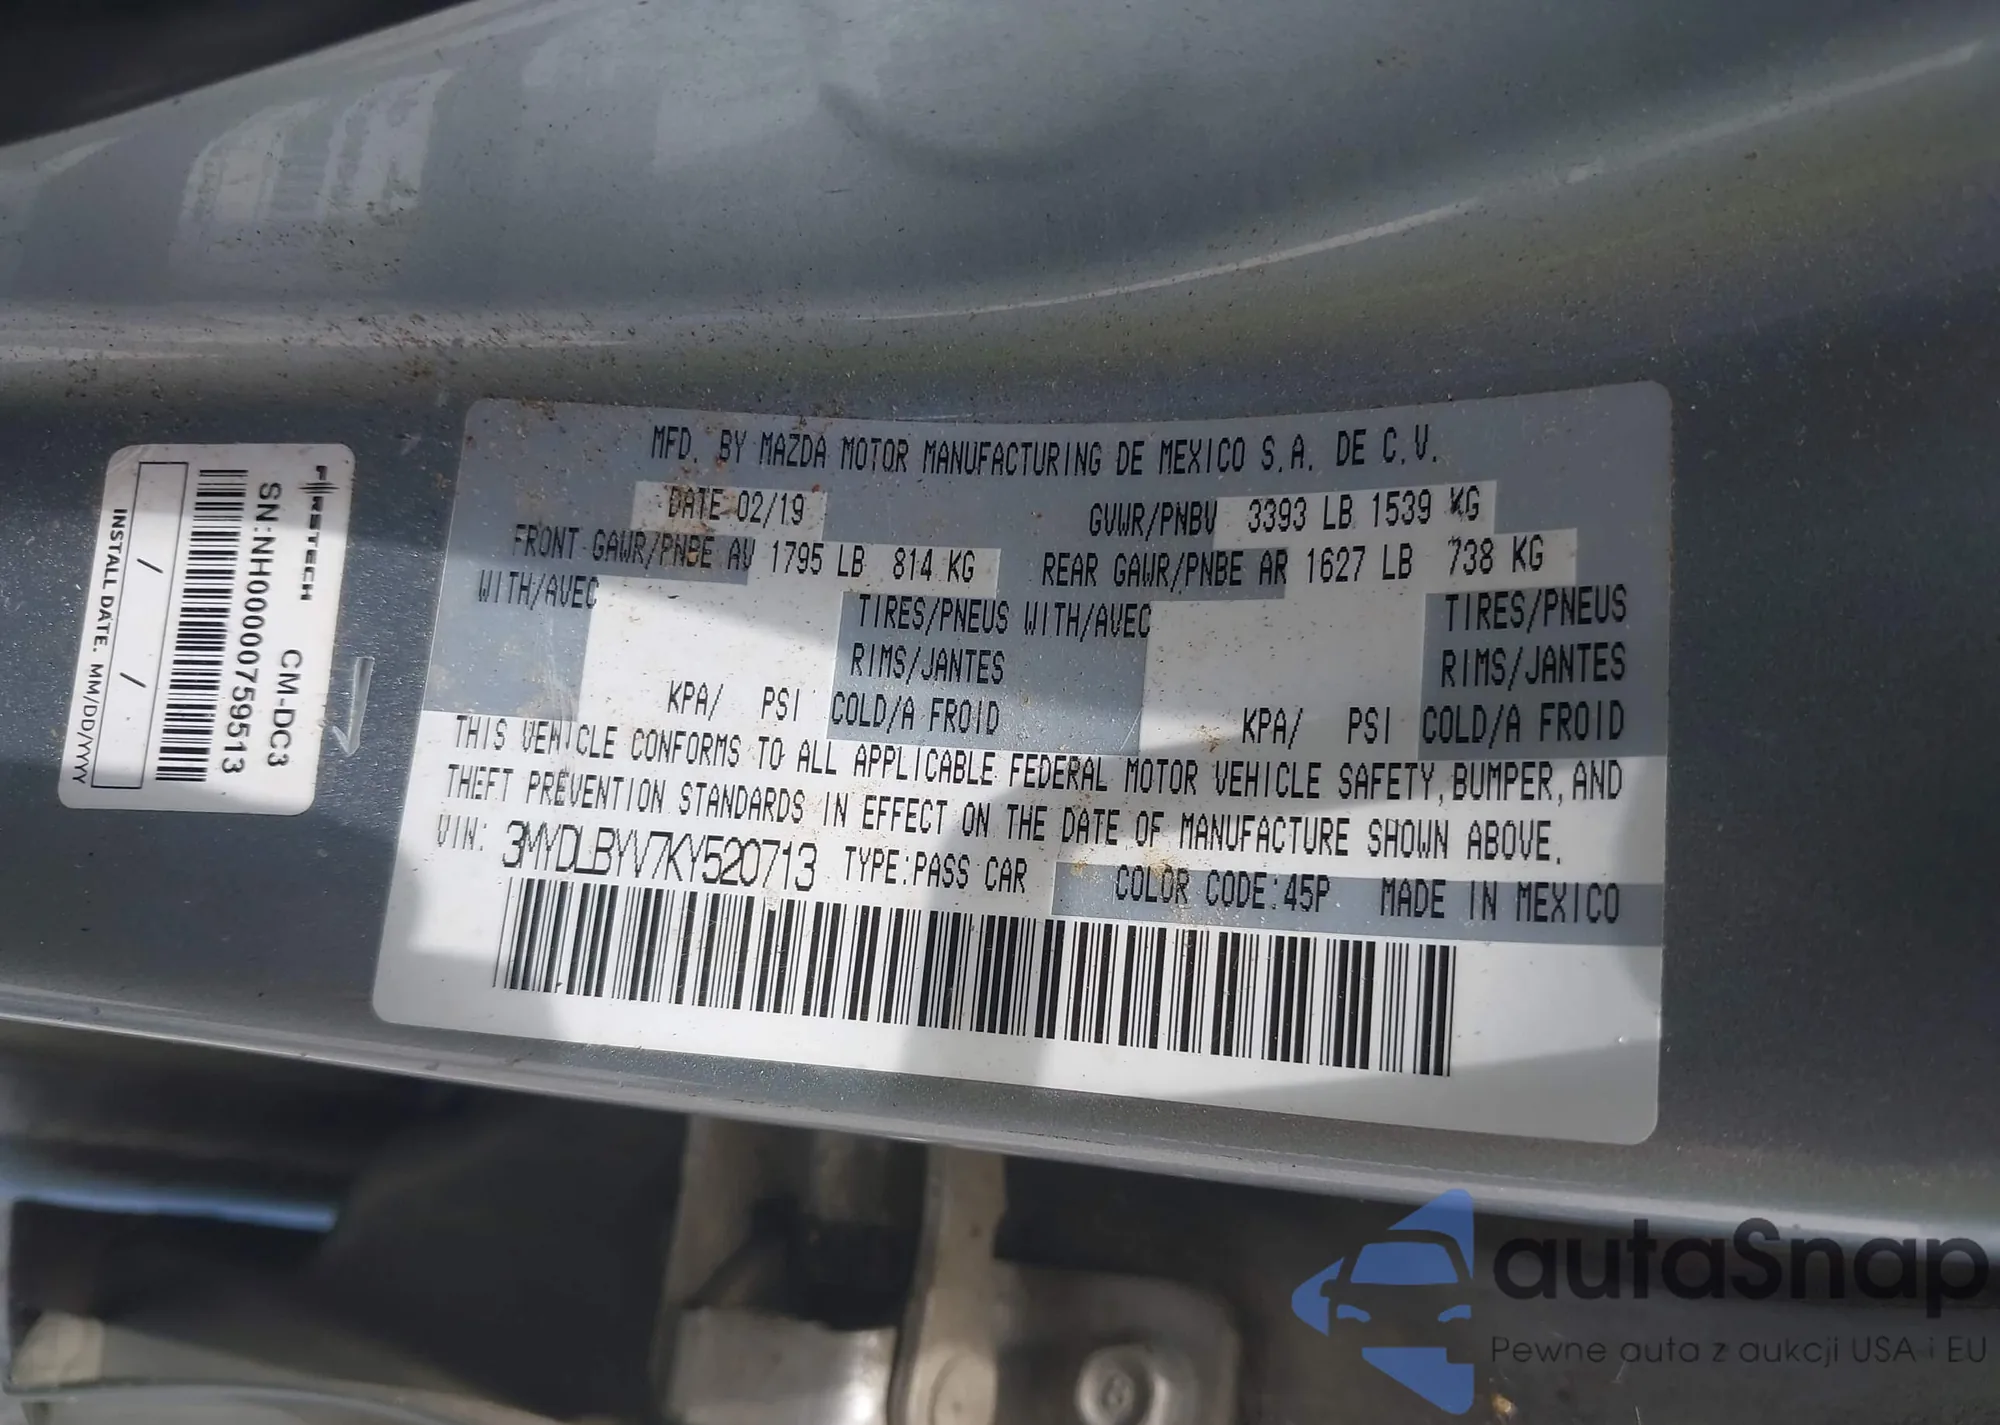 FIRSTECH CM-DC3
SN:NH0000000759513
INSTALL DATE. MM/DD/YYYY
/ /
MFD. BY MAZDA MOTOR MANUFACTURING DE MEXICO S.A. DE C.V.
DATE 02/19 GVWR/PNBV 3393 LB 1539 KG
FRONT GAWR/PNBE AV 1795 LB 814 KG REAR GAWR/PNBE AR 1627 LB 738 KG
WITH/AVEC TIRES/PNEUS WITH/AVEC TIRES/PNEUS
RIMS/JANTES RIMS/JANTES
KPA/ PSI COLD/A FROID KPA/ PSI COLD/A FROID
THIS VEHICLE CONFORMS TO ALL APPLICABLE FEDERAL MOTOR VEHICLE SAFETY, BUMPER, AND
THEFT PREVENTION STANDARDS IN EFFECT ON THE DATE OF MANUFACTURE SHOWN ABOVE.
VIN: 3MYDLBYV7KY520713 TYPE:PASS CAR COLOR CODE:45P MADE IN MEXICO
autaSnap
Pewne auta z aukcji USA i EU